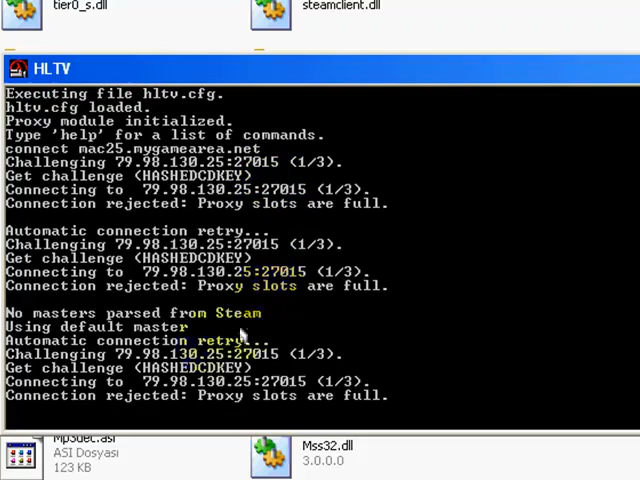 tier0_s.dll
steamclient.dll
HLTV
Executing file hltv.cfg.
hltv.cfg loaded.
Proxy module initialized.
Type 'help' for a list of commands.
connect mac25.mygamearea.net
Challenging 79.98.130.25:27015 (1/3).
Get challenge (HASHEDCDKEY)
Connecting to  79.98.130.25:27015 (1/3).
Connection rejected: Proxy slots are full.
Automatic connection retry...
Challenging 79.98.130.25:27015 (1/3).
Get challenge (HASHEDCDKEY)
Connecting to  79.98.130.25:27015 (1/3).
Connection rejected: Proxy slots are full.
No masters parsed from Steam
Using default master
Automatic connection retry...
Challenging 79.98.130.25:27015 (1/3).
Get challenge (HASHEDCDKEY)
Connecting to  79.98.130.25:27015 (1/3).
Connection rejected: Proxy slots are full.
Mp3dec.asi
ASI Dosyası
123 KB
Mss32.dll
3.0.0.0